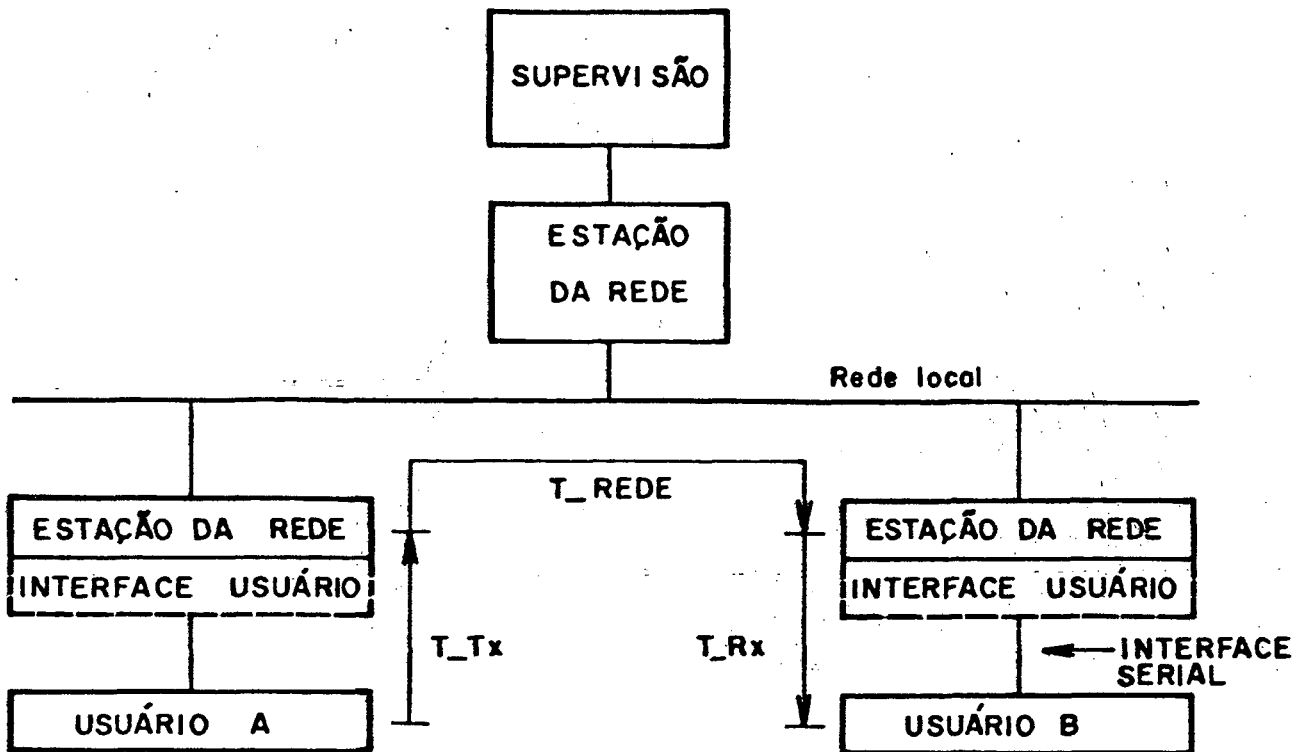 SUPERVISÃO
ESTAÇÃO
DA REDE
Rede local
T_REDE
ESTAÇÃO DA REDE
INTERFACE USUÁRIO
T_Tx
USUÁRIO A
T_Rx
ESTAÇÃO DA REDE
INTERFACE USUÁRIO
INTERFACE
SERIAL
USUÁRIO B